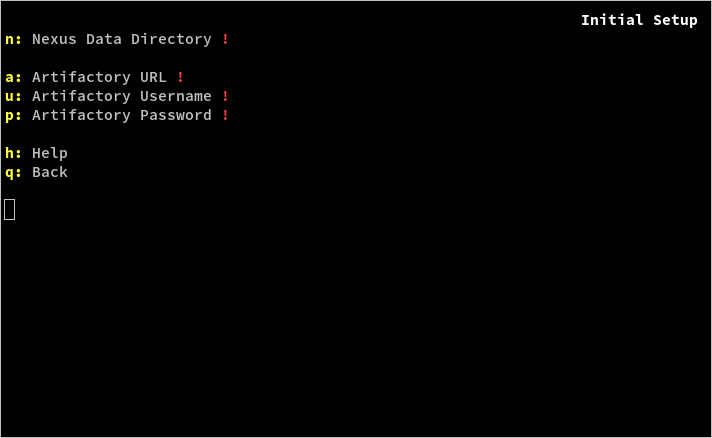 Initial Setup
n: Nexus Data Directory !
a: Artifactory URL !
u: Artifactory Username !
p: Artifactory Password !
h: Help
q: Back